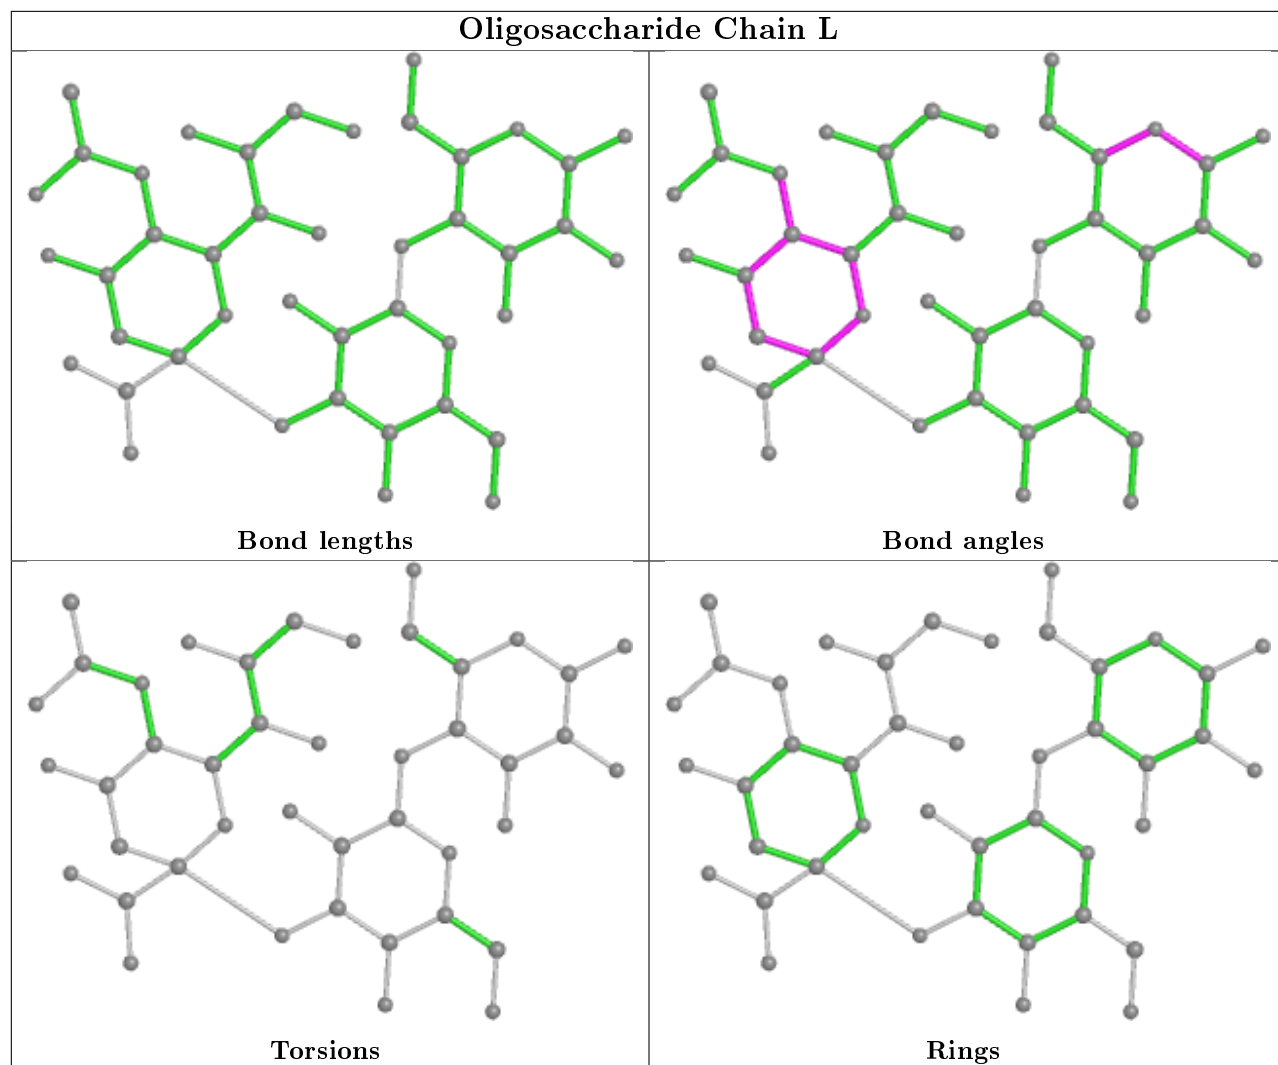 Oligosaccharide Chain L
Bond lengths
Bond angles
Torsions
Rings